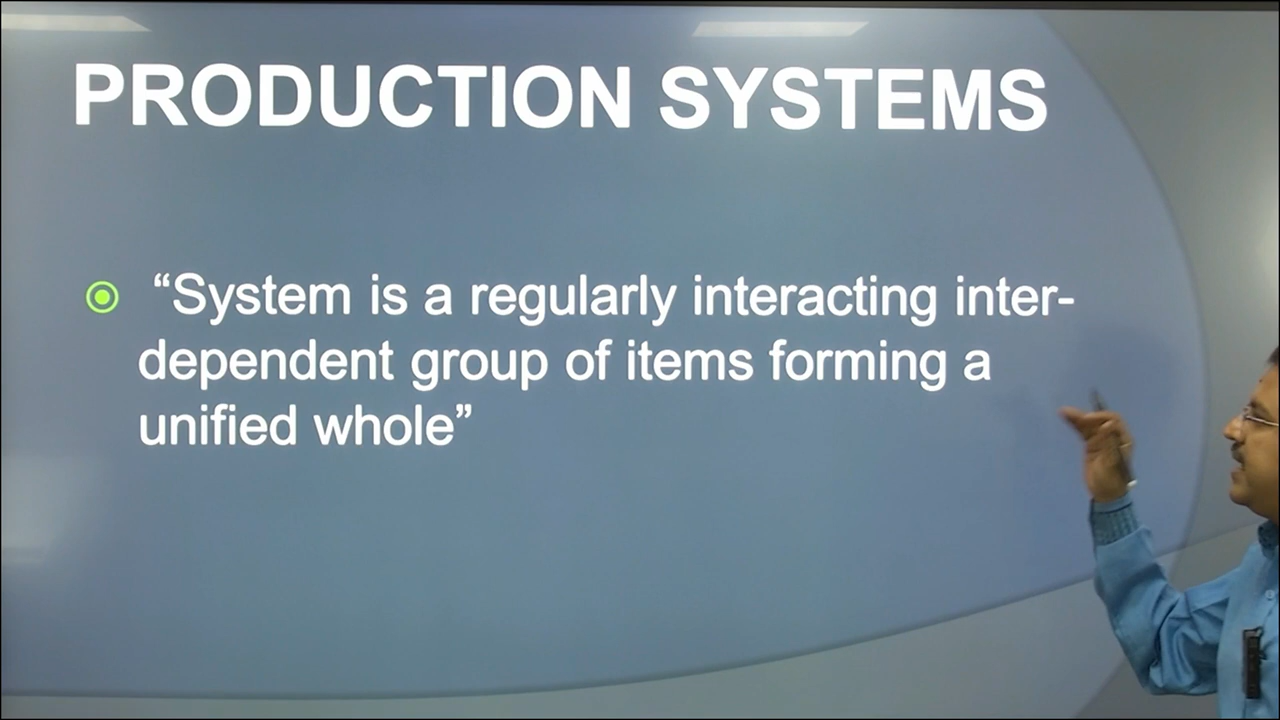 PRODUCTION SYSTEMS
“System is a regularly interacting inter-
dependent group of items forming a
unified whole”